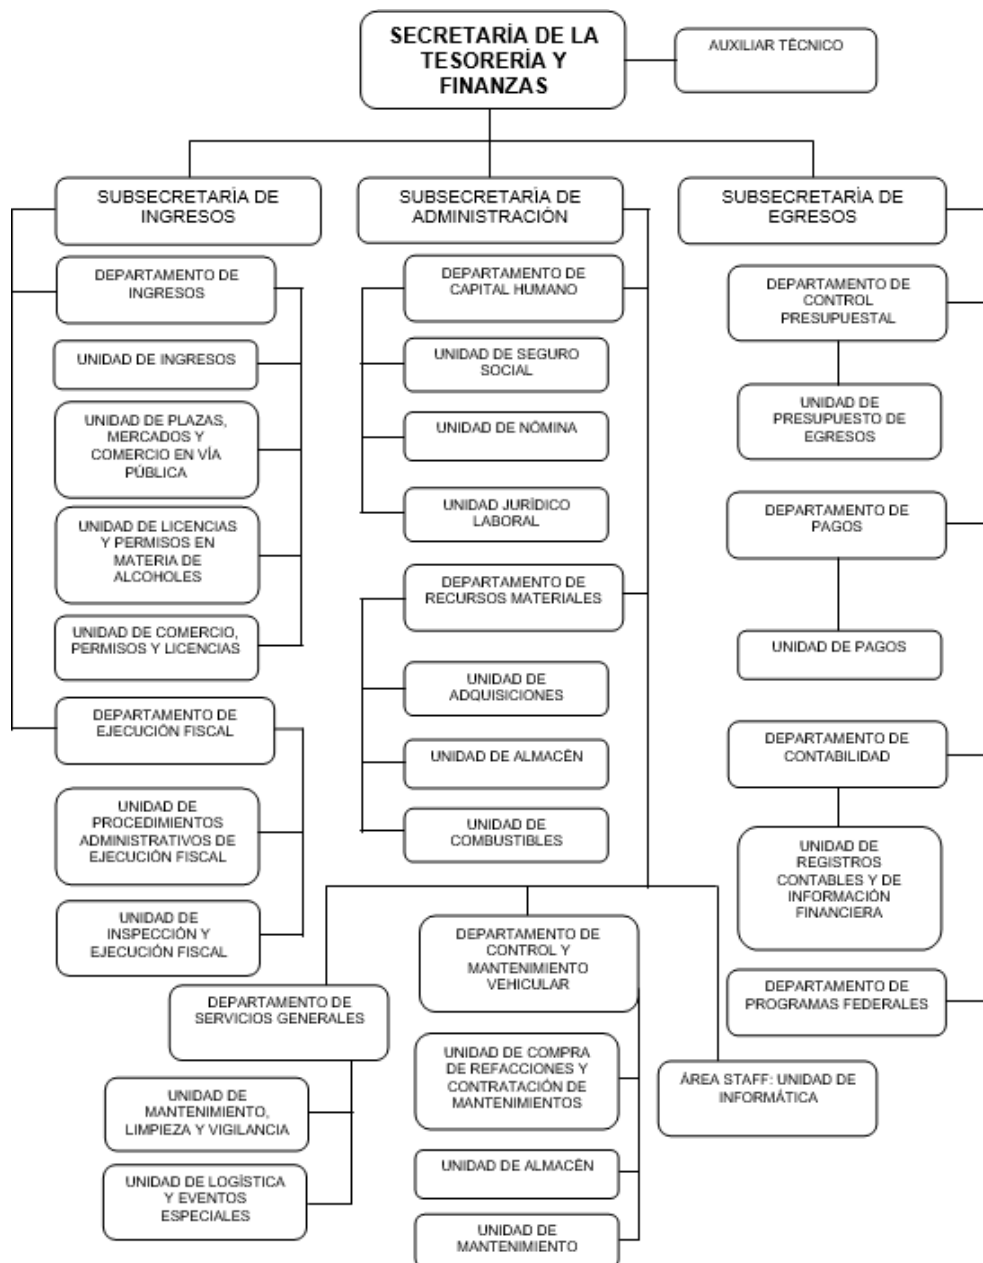 SECRETARÍA DE LA
TESORERÍA Y
FINANZAS
AUXILIAR TÉCNICO
SUBSECRETARÍA DE
INGRESOS
SUBSECRETARÍA DE
ADMINISTRACIÓN
SUBSECRETARÍA DE
EGRESOS
DEPARTAMENTO DE
INGRESOS
UNIDAD DE INGRESOS
UNIDAD DE PLAZAS,
MERCADOS Y
COMERCIO EN VÍA
PÚBLICA
UNIDAD DE LICENCIAS
Y PERMISOS EN
MATERIA DE
ALCOHOLES
UNIDAD DE COMERCIO,
PERMISOS Y LICENCIAS
DEPARTAMENTO DE
EJECUCIÓN FISCAL
UNIDAD DE
PROCEDIMIENTOS
ADMINISTRATIVOS DE
EJECUCIÓN FISCAL
UNIDAD DE
INSPECCIÓN Y
EJECUCIÓN FISCAL
DEPARTAMENTO DE
CAPITAL HUMANO
UNIDAD DE SEGURO
SOCIAL
UNIDAD DE NÓMINA
UNIDAD JURÍDICO
LABORAL
DEPARTAMENTO DE
RECURSOS MATERIALES
UNIDAD DE
ADQUISICIONES
UNIDAD DE ALMACÉN
UNIDAD DE
COMBUSTIBLES
DEPARTAMENTO DE
SERVICIOS GENERALES
UNIDAD DE
MANTENIMIENTO,
LIMPIEZA Y VIGILANCIA
UNIDAD DE LOGÍSTICA
Y EVENTOS
ESPECIALES
DEPARTAMENTO DE
CONTROL Y
MANTENIMIENTO
VEHICULAR
UNIDAD DE COMPRA
DE REFACCIONES Y
CONTRATACIÓN DE
MANTENIMIENTOS
UNIDAD DE ALMACÉN
UNIDAD DE
MANTENIMIENTO
ÁREA STAFF: UNIDAD DE
INFORMÁTICA
DEPARTAMENTO DE
CONTROL
PRESUPUESTAL
UNIDAD DE
PRESUPUESTO DE
EGRESOS
DEPARTAMENTO DE
PAGOS
UNIDAD DE PAGOS
DEPARTAMENTO DE
CONTABILIDAD
UNIDAD DE
REGISTROS
CONTABLES Y DE
INFORMACIÓN
FINANCIERA
DEPARTAMENTO DE
PROGRAMAS FEDERALES